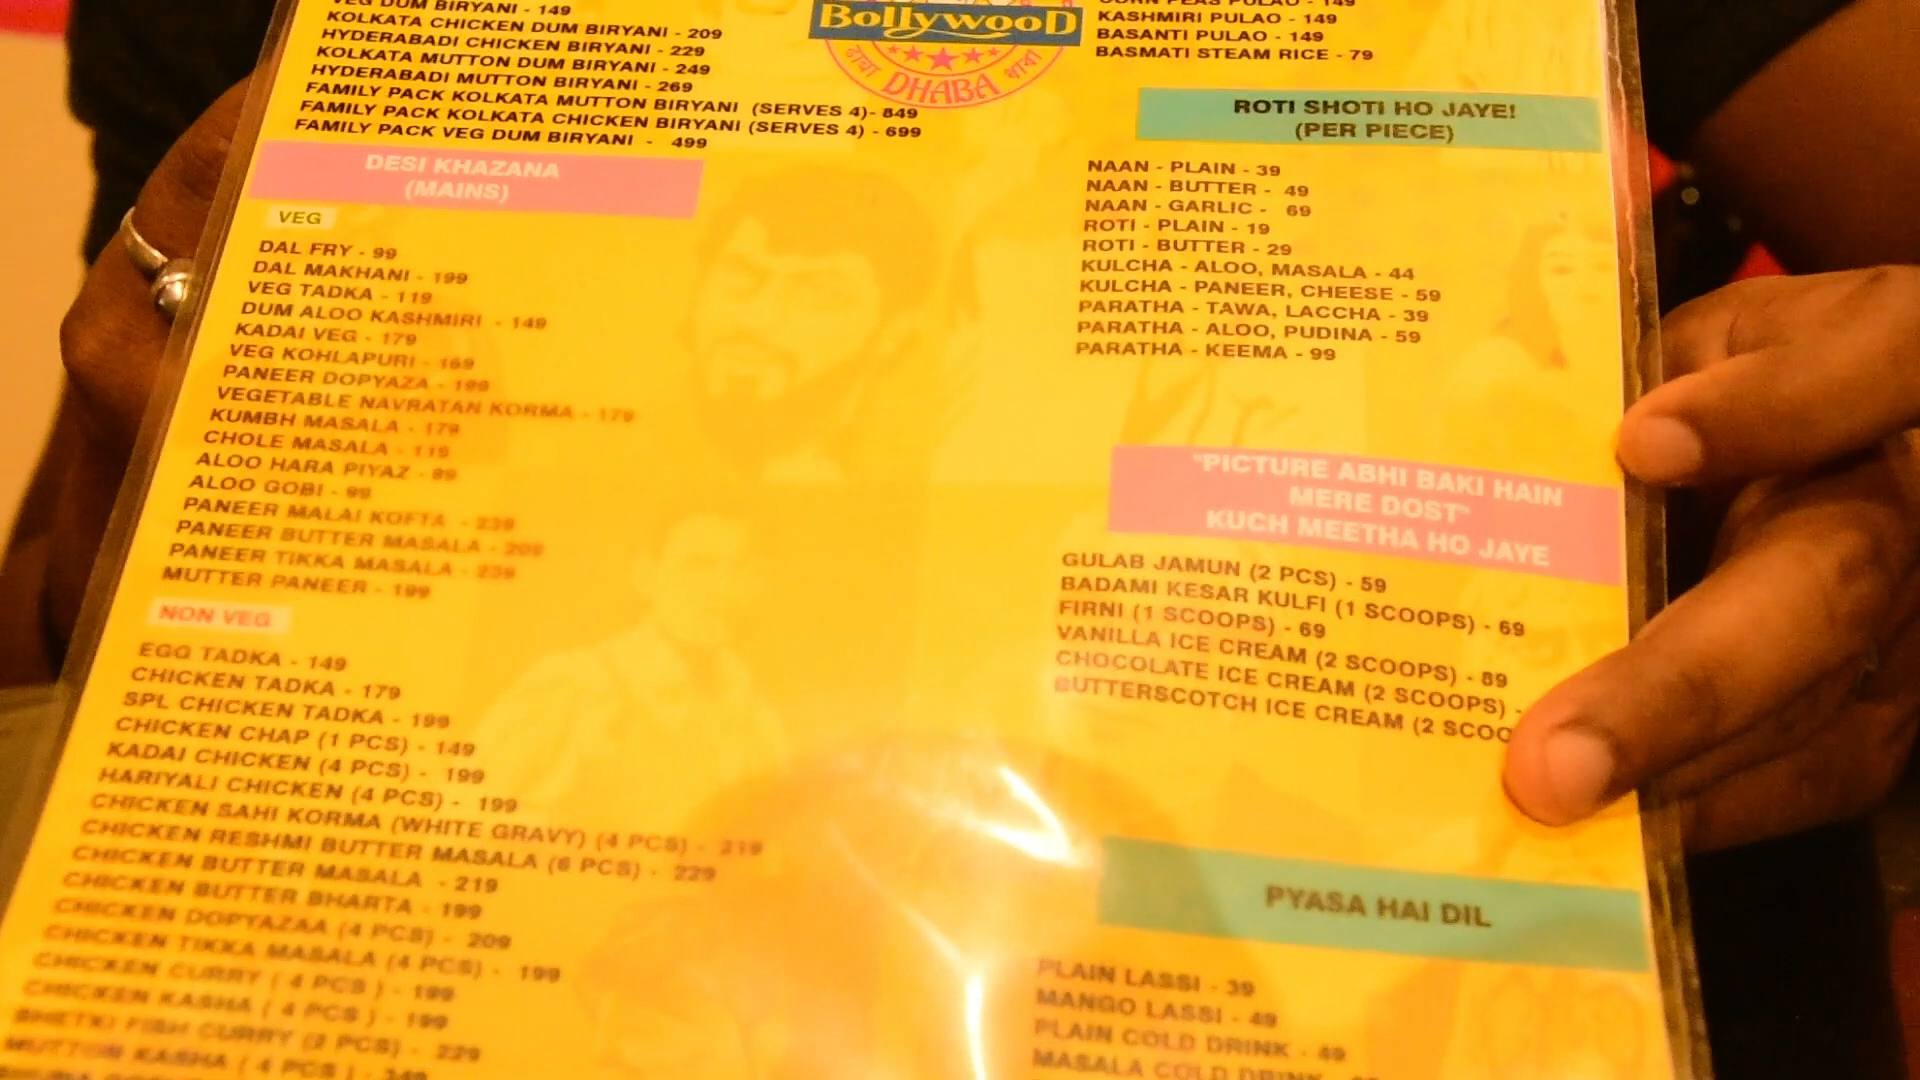 VEG DUM BIRYANI - 149
KOLKATA CHICKEN DUM BIRYANI - 209
HYDERABADI CHICKEN BIRYANI - 229
KOLKATA MUTTON DUM BIRYANI - 249
HYDERABADI MUTTON BIRYANI - 269
FAMILY PACK KOLKATA MUTTON BIRYANI (SERVES 4)- 849
FAMILY PACK KOLKATA CHICKEN BIRYANI (SERVES 4) - 699
FAMILY PACK VEG DUM BIRYANI - 499
DESI KHAZANA
(MAINS)
VEG
DAL FRY - 99
DAL MAKHANI - 199
VEG TADKA - 119
DUM ALOO KASHMIRI - 149
KADAI VEG - 179
VEG KOHLAPURI - 169
PANEER DOPYAZA - 199
VEGETABLE NAVRATAN KORMA - 179
KUMBH MASALA - 179
CHOLE MASALA - 119
ALOO HARA PIYAZ - 89
ALOO GOBI - 99
PANEER MALAI KOFTA - 239
PANEER BUTTER MASALA - 209
PANEER TIKKA MASALA - 239
MUTTER PANEER - 199
NON VEG
EGG TADKA - 149
CHICKEN TADKA - 179
SPL CHICKEN TADKA - 199
CHICKEN CHAP (1 PCS) - 149
KADAI CHICKEN (4 PCS) - 199
HARIYALI CHICKEN (4 PCS) - 199
CHICKEN SAHI KORMA (WHITE GRAVY) (4 PCS) - 219
CHICKEN RESHMI BUTTER MASALA (6 PCS) - 229
CHICKEN BUTTER MASALA - 219
CHICKEN BUTTER BHARTA - 199
CHICKEN DOPYAZAA (4 PCS) - 209
CHICKEN TIKKA MASALA (4 PCS) - 199
CHICKEN CURRY ( 4 PCS ) - 199
CHICKEN KASHA ( 4 PCS ) - 199
BHETKI FISH CURRY (2 PCS) - 229
MUTTON KASHA ( 4 PCS ) - 349
BollywooD
ढाबा DHABA ধাবা
CORN PEAS PULAO - 149
KASHMIRI PULAO - 149
BASANTI PULAO - 149
BASMATI STEAM RICE - 79
ROTI SHOTI HO JAYE!
(PER PIECE)
NAAN - PLAIN - 39
NAAN - BUTTER - 49
NAAN - GARLIC - 69
ROTI - PLAIN - 19
ROTI - BUTTER - 29
KULCHA - ALOO, MASALA - 44
KULCHA - PANEER, CHEESE - 59
PARATHA - TAWA, LACCHA - 39
PARATHA - ALOO, PUDINA - 59
PARATHA - KEEMA - 99
"PICTURE ABHI BAKI HAIN
MERE DOST"
KUCH MEETHA HO JAYE
GULAB JAMUN (2 PCS) - 59
BADAMI KESAR KULFI (1 SCOOPS) - 69
FIRNI (1 SCOOPS) - 69
VANILLA ICE CREAM (2 SCOOPS) - 89
CHOCOLATE ICE CREAM (2 SCOOPS) -
BUTTERSCOTCH ICE CREAM (2 SCOO
PYASA HAI DIL
PLAIN LASSI - 39
MANGO LASSI - 49
PLAIN COLD DRINK - 49
MASALA COLD DRINK